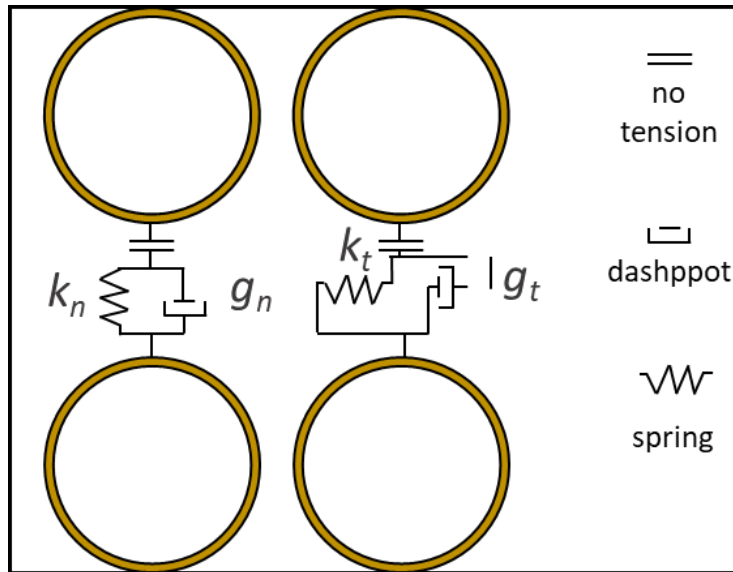 no
tension
k_t
k_n
g_n
g_t
dashppot
spring